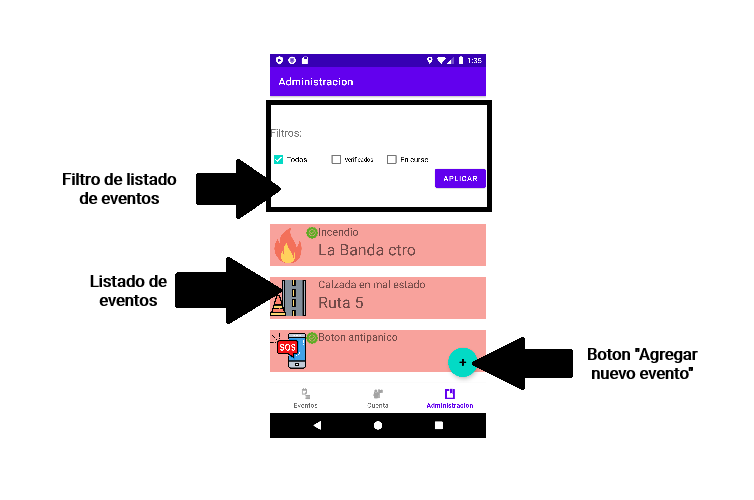 1:35
Administracion
Filtros:
Todos
Verificados
En curso
APLICAR
Filtro de listado
de eventos
Incendio
La Banda ctro
Listado de
eventos
Calzada en mal estado
Ruta 5
SOS
Boton antipanico
+
Boton "Agregar
nuevo evento"
Eventos
Cuenta
Administracion